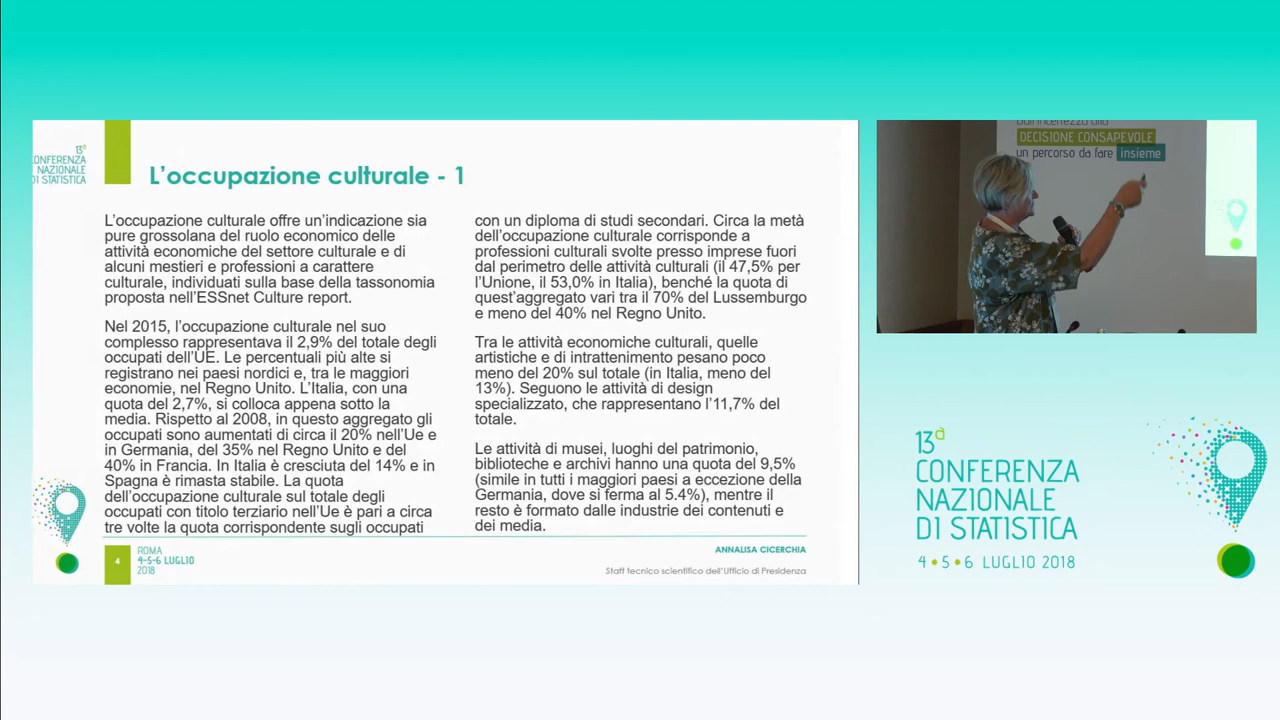 13ª
CONFERENZA
NAZIONALE
DI STATISTICA
L’occupazione culturale - 1
L’occupazione culturale offre un’indicazione sia
pure grossolana del ruolo economico delle
attività economiche del settore culturale e di
alcuni mestieri e professioni a carattere
culturale, individuati sulla base della tassonomia
proposta nell’ESSnet Culture report.
Nel 2015, l’occupazione culturale nel suo
complesso rappresentava il 2,9% del totale degli
occupati dell’UE. Le percentuali più alte si
registrano nei paesi nordici e, tra le maggiori
economie, nel Regno Unito. L’Italia, con una
quota del 2,7%, si colloca appena sotto la
media. Rispetto al 2008, in questo aggregato gli
occupati sono aumentati di circa il 20% nell’Ue e
in Germania, del 35% nel Regno Unito e del
40% in Francia. In Italia è cresciuta del 14% e in
Spagna è rimasta stabile. La quota
dell’occupazione culturale sul totale degli
occupati con titolo terziario nell’Ue è pari a circa
tre volte la quota corrispondente sugli occupati
con un diploma di studi secondari. Circa la metà
dell’occupazione culturale corrisponde a
professioni culturali svolte presso imprese fuori
dal perimetro delle attività culturali (il 47,5% per
l’Unione, il 53,0% in Italia), benché la quota di
quest’aggregato vari tra il 70% del Lussemburgo
e meno del 40% nel Regno Unito.
Tra le attività economiche culturali, quelle
artistiche e di intrattenimento pesano poco
meno del 20% sul totale (in Italia, meno del
13%). Seguono le attività di design
specializzato, che rappresentano l’11,7% del
totale.
Le attività di musei, luoghi del patrimonio,
biblioteche e archivi hanno una quota del 9,5%
(simile in tutti i maggiori paesi a eccezione della
Germania, dove si ferma al 5.4%), mentre il
resto è formato dalle industrie dei contenuti e
dei media.
4
ROMA
4-5-6 LUGLIO
2018
ANNALISA CICERCHIA
Staff tecnico scientifico dell’Ufficio di Presidenza
dall'incertezza alla
DECISIONE CONSAPEVOLE
un percorso da fare insieme
13ª
CONFERENZA
NAZIONALE
DI STATISTICA
4•5•6 LUGLIO 2018